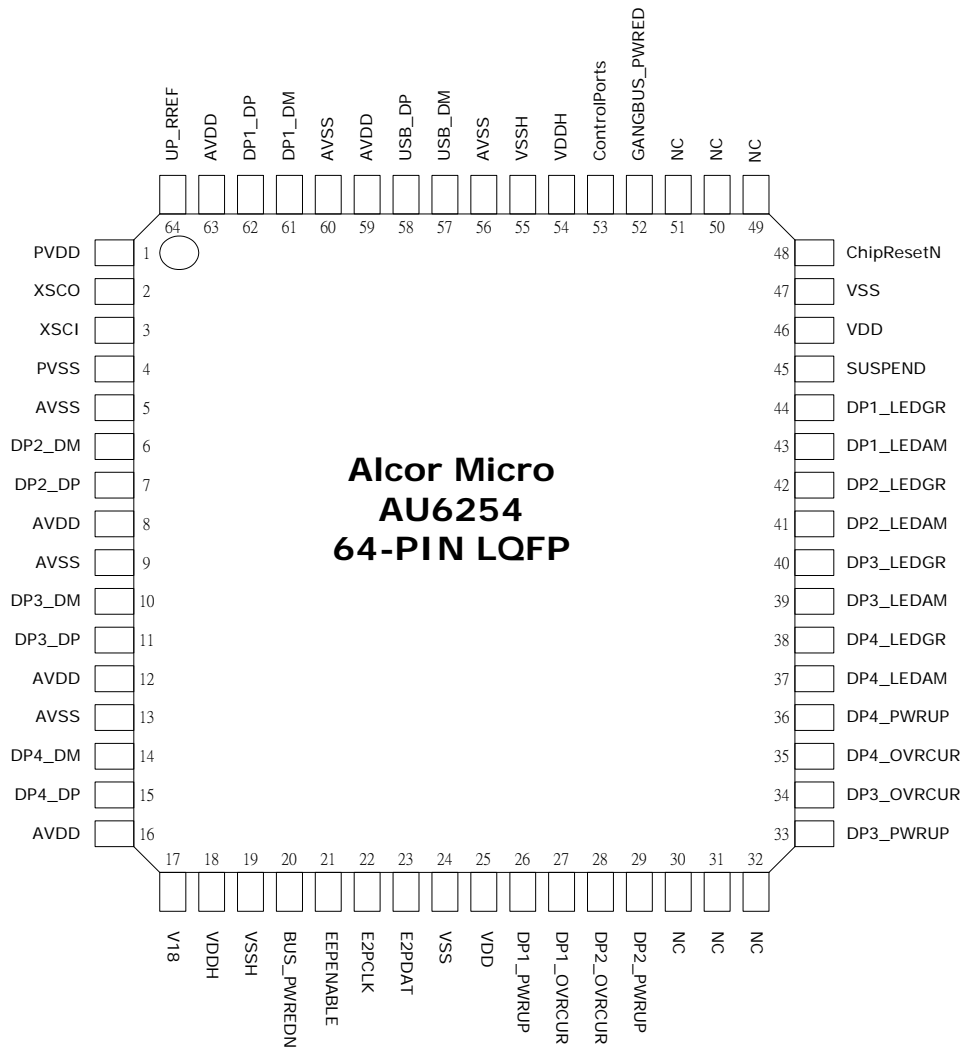 UP_RREF
AVDD
DP1_DP
DP1_DM
AVSS
AVDD
USB_DP
USB_DM
AVSS
VSSH
VDDH
ControlPorts
GANGBUS_PWRED
NC
NC
NC
64 63 62 61 60 59 58 57 56 55 54 53 52 51 50 49
PVDD 1
XSCO 2
XSCI 3
PVSS 4
AVSS 5
DP2_DM 6
DP2_DP 7
AVDD 8
AVSS 9
DP3_DM 10
DP3_DP 11
AVDD 12
AVSS 13
DP4_DM 14
DP4_DP 15
AVDD 16
Alcor Micro
AU6254
64-PIN LQFP
48 ChipResetN
47 VSS
46 VDD
45 SUSPEND
44 DP1_LEDGR
43 DP1_LEDAM
42 DP2_LEDGR
41 DP2_LEDAM
40 DP3_LEDGR
39 DP3_LEDAM
38 DP4_LEDGR
37 DP4_LEDAM
36 DP4_PWRUP
35 DP4_OVRCUR
34 DP3_OVRCUR
33 DP3_PWRUP
17 18 19 20 21 22 23 24 25 26 27 28 29 30 31 32
V18
VDDH
VSSH
BUS_PWREDN
EEPENABLE
E2PCLK
E2PDAT
VSS
VDD
DP1_PWRUP
DP1_OVRCUR
DP2_OVRCUR
DP2_PWRUP
NC
NC
NC